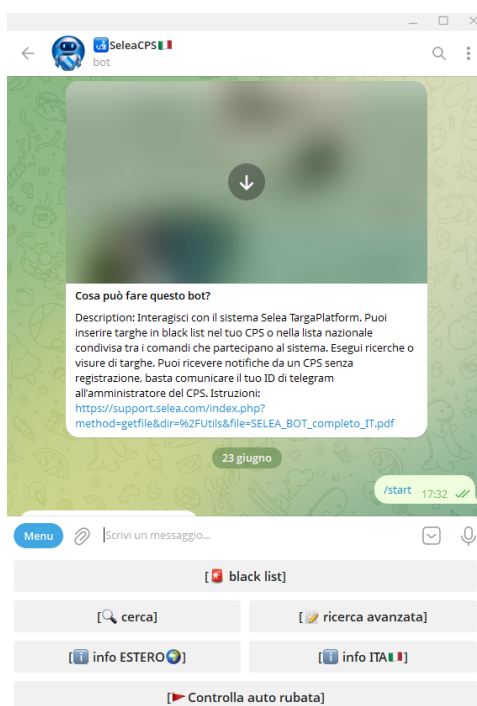 SeleaCPS
bot
Cosa può fare questo bot?
Description: Interagisci con il sistema Selea TargaPlatform. Puoi
inserire targhe in black list nel tuo CPS o nella lista nazionale
condivisa tra i comandi che partecipano al sistema. Esegui ricerche o
visure di targhe. Puoi ricevere notifiche da un CPS senza
registrazione, basta comunicare il tuo ID di telegram
all'amministratore del CPS. Istruzioni:
https://support.selea.com/index.php?
method=getfile&dir=%2FUtils&file=SELEA_BOT_completo_IT.pdf
23 giugno
/start 17:32
Menu Scrivi un messaggio...
[🚨 black list]
[🔍 cerca] [📝 ricerca avanzata]
[ℹ️ info ESTERO🌍] [ℹ️ info ITA🇮🇹]
[🚩 Controlla auto rubata]